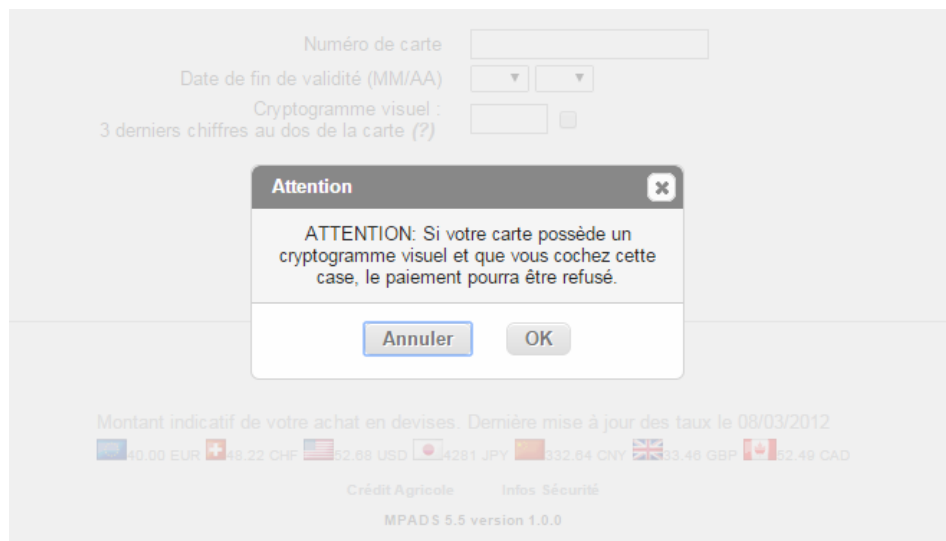 Numéro de carte
Date de fin de validité (MM/AA)
Cryptogramme visuel :
3 derniers chiffres au dos de la carte (?)
Attention
ATTENTION: Si votre carte possède un
cryptogramme visuel et que vous cochez cette
case, le paiement pourra être refusé.
Annuler OK
Montant indicatif de votre achat en devises. Dernière mise à jour des taux le 08/03/2012
40.00 EUR 48.22 CHF 52.68 USD 4281 JPY 332.64 CNY 33.46 GBP 52.49 CAD
Crédit Agricole Infos Sécurité
MPADS 5.5 version 1.0.0